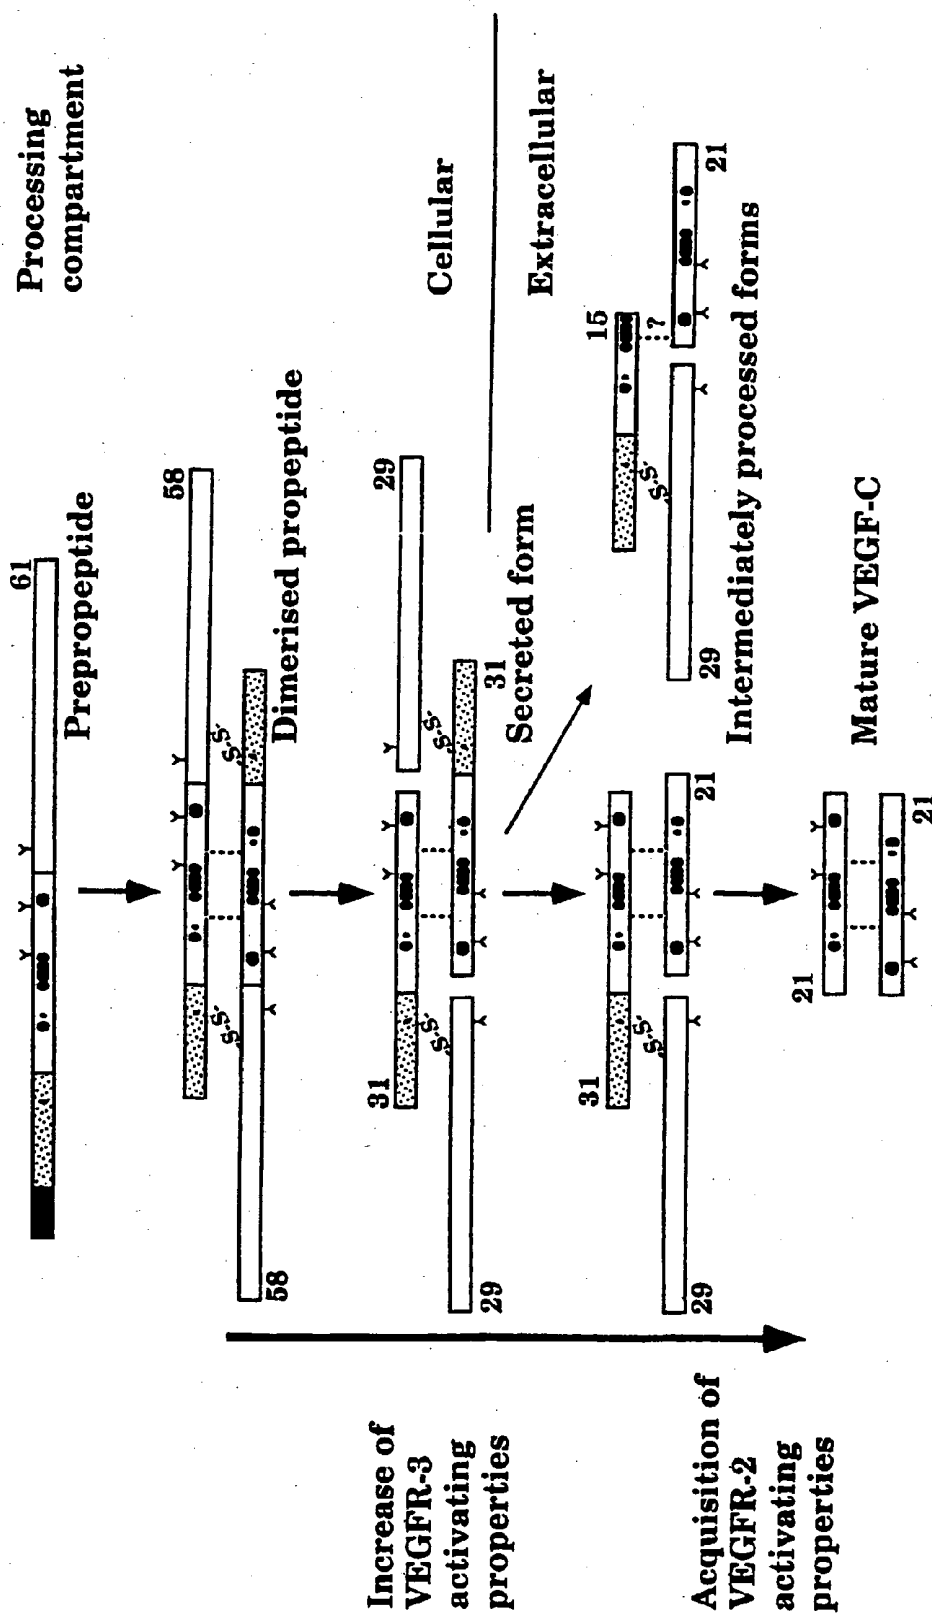 Processing
compartment
61
Prepropeptide
58
58
Dimerised propeptide
S-S
S-S
Cellular
Extracellular
29
31
31
29
S-S
S-S
Secreted form
Increase of
VEGFR-3
activating
properties
31
21
29
S-S
15
?
21
29
S-S
Intermediately processed forms
Acquisition of
VEGFR-2
activating
properties
21
21
Mature VEGF-C